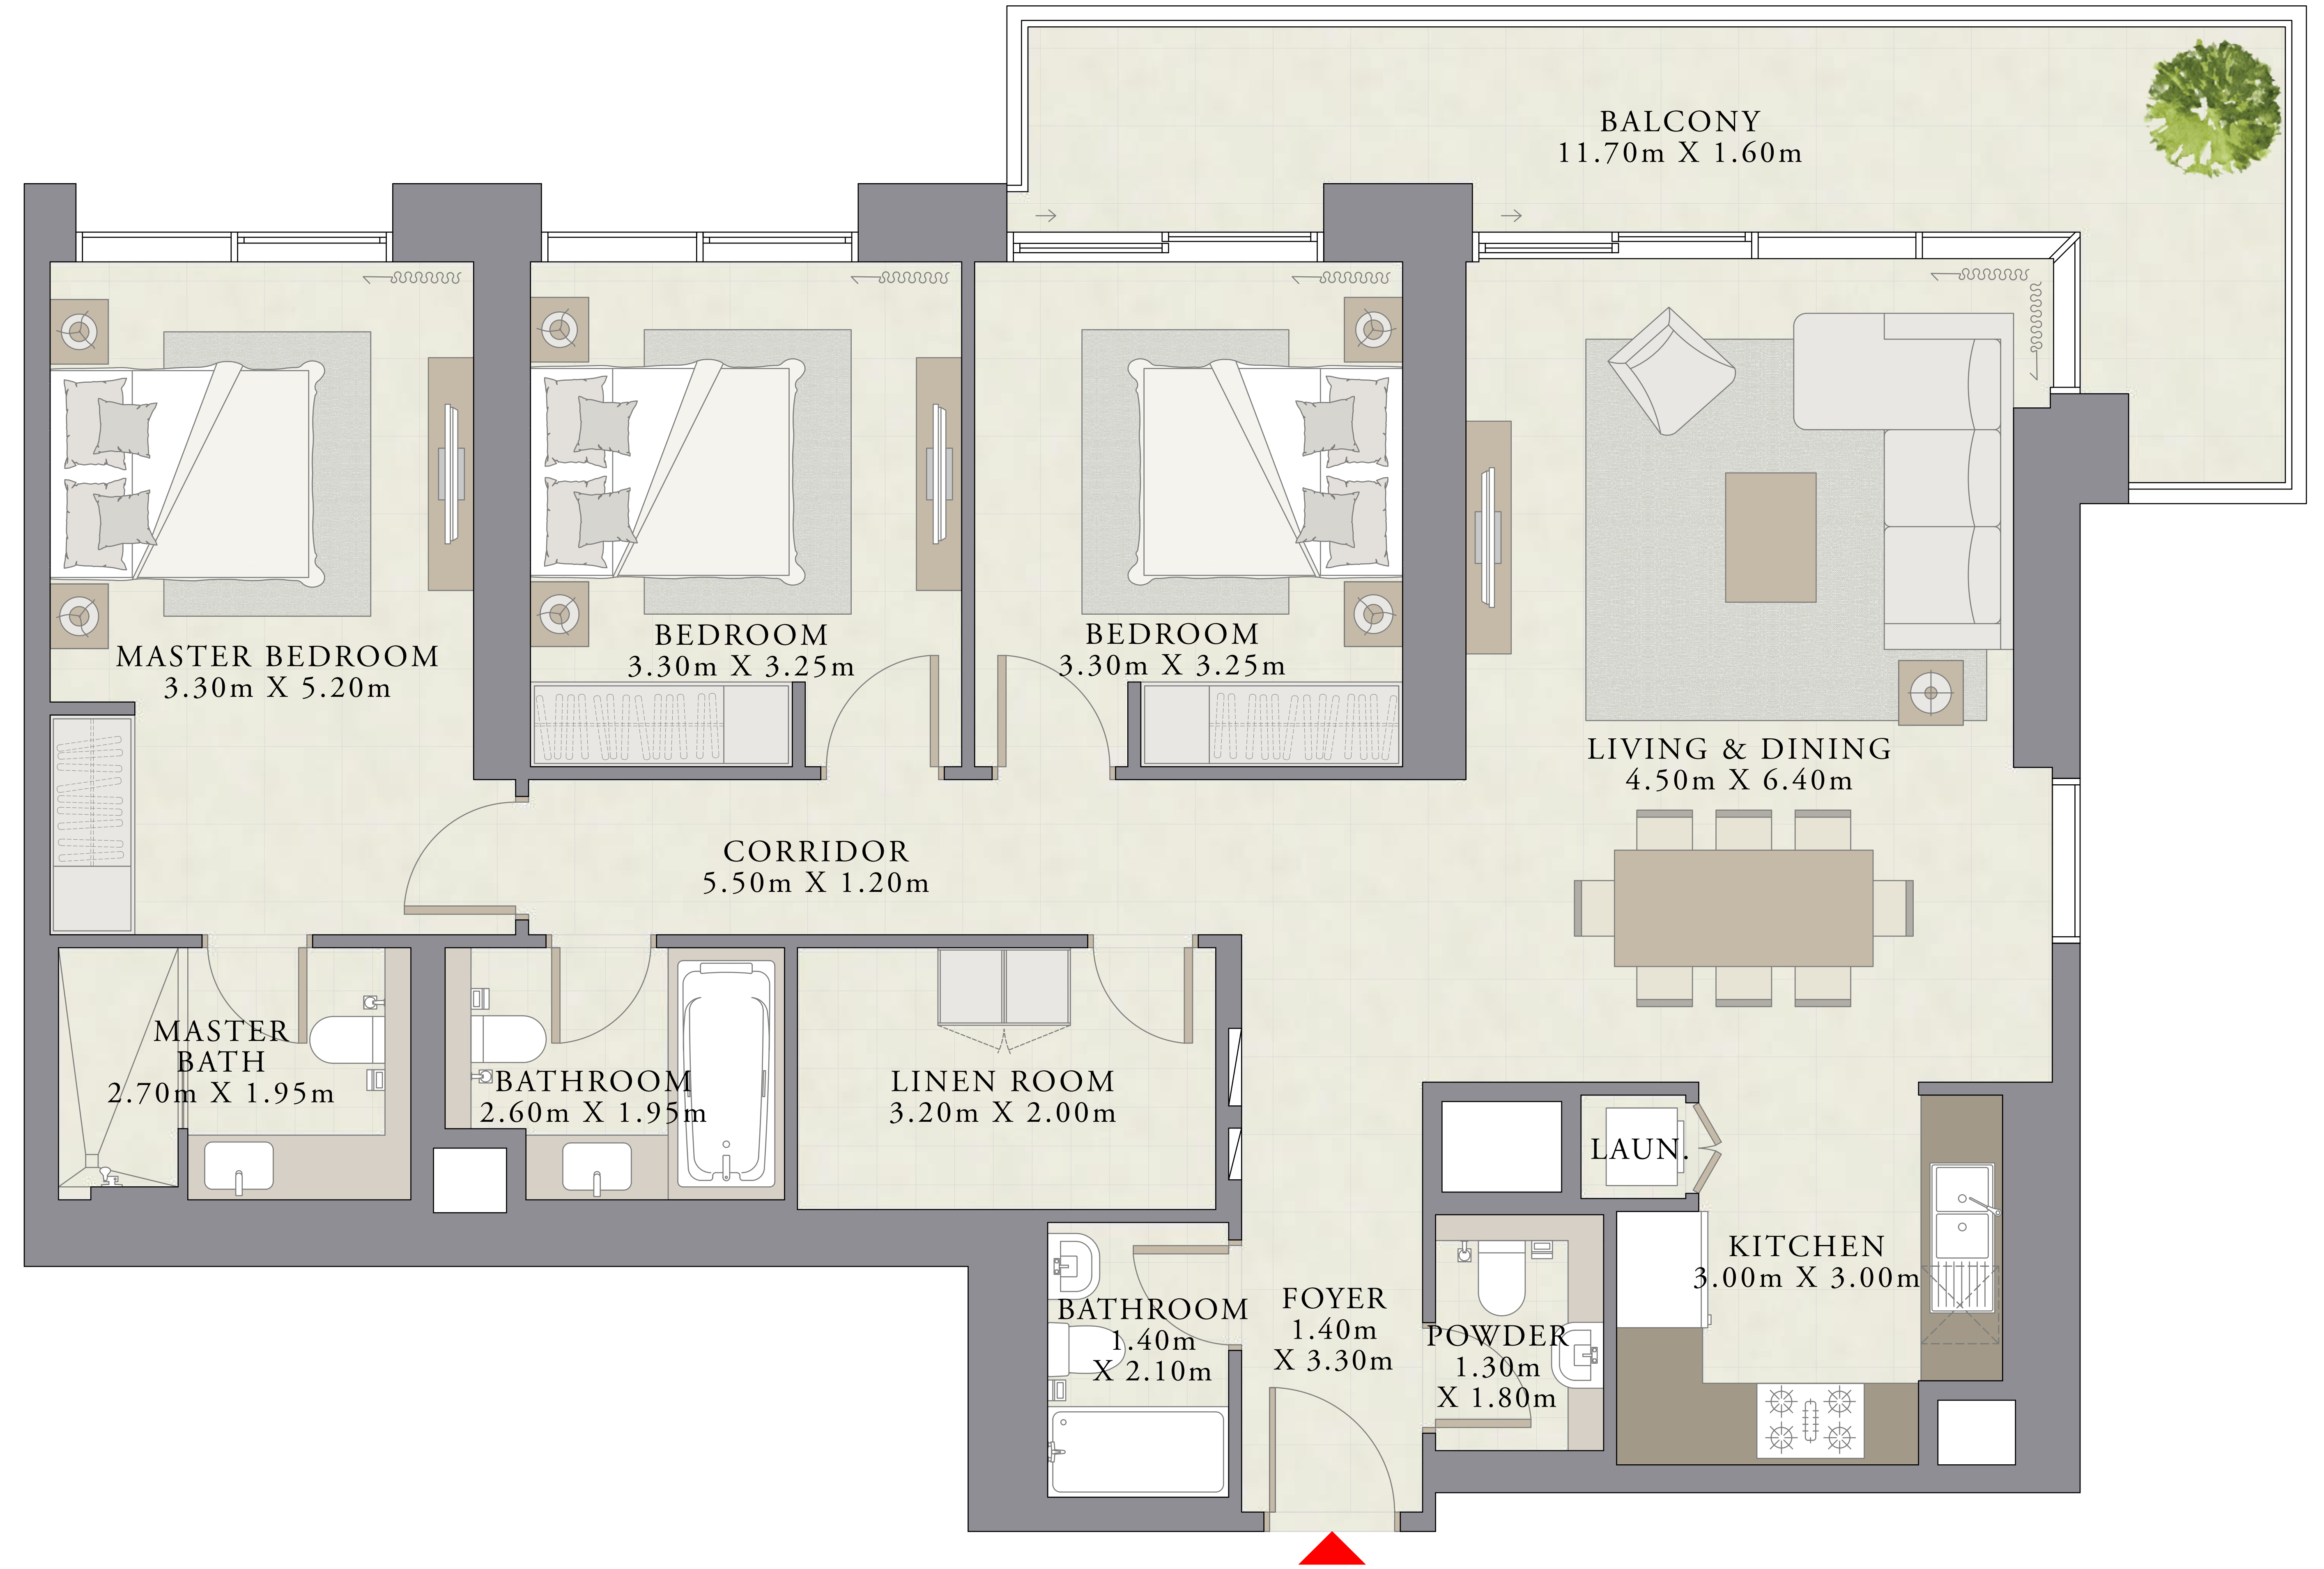 BALCONY
11.70m X 1.60m
MASTER BEDROOM
3.30m X 5.20m
BEDROOM
3.30m X 3.25m
BEDROOM
3.30m X 3.25m
LIVING & DINING
4.50m X 6.40m
CORRIDOR
5.50m X 1.20m
MASTER
BATH
2.70m X 1.95m
BATHROOM
2.60m X 1.95m
LINEN ROOM
3.20m X 2.00m
LAUN.
KITCHEN
3.00m X 3.00m
BATHROOM
1.40m
X 2.10m
FOYER
1.40m
X 3.30m
POWDER
1.30m
X 1.80m